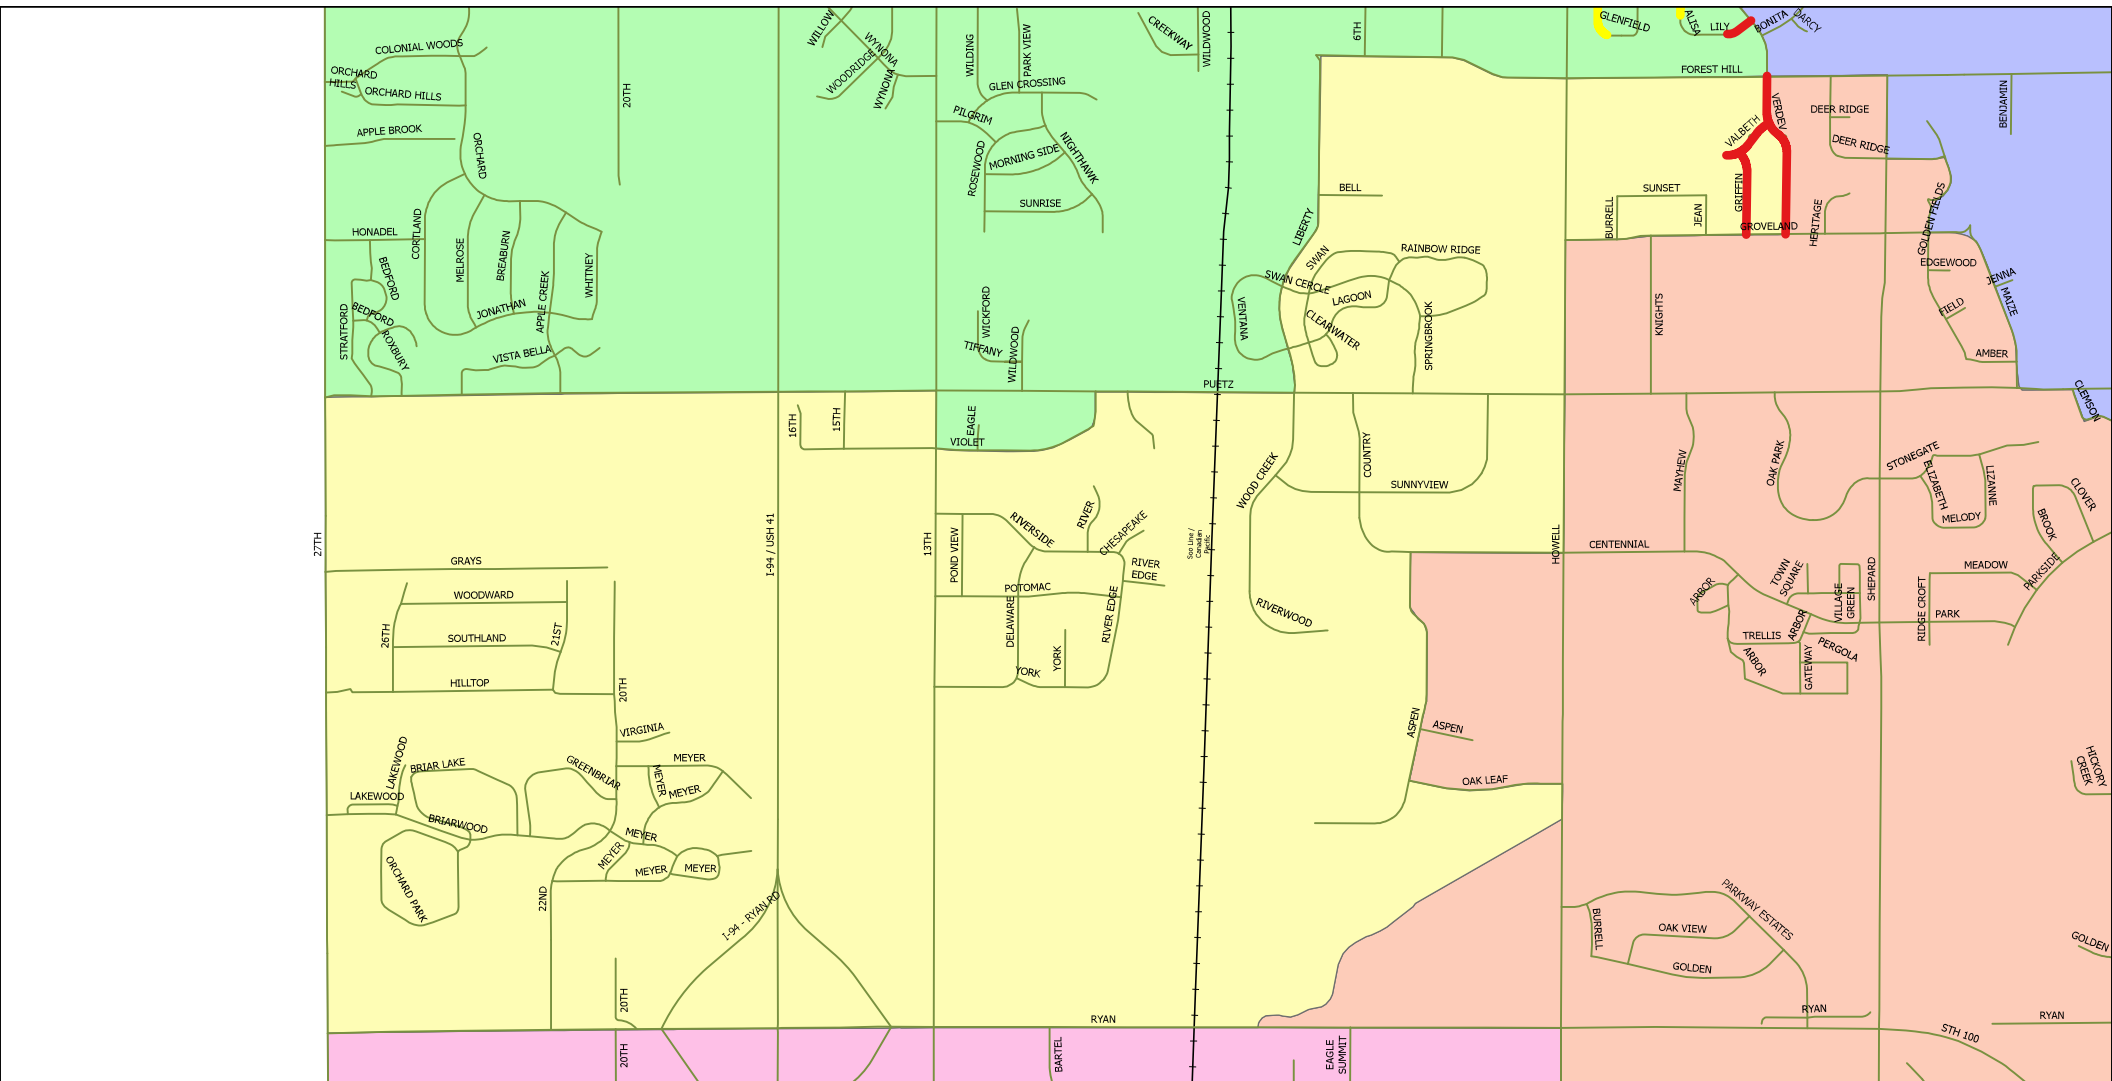 COLONIAL WOODS
ORCHARD
HILLS
ORCHARD HILLS
APPLE BROOK
ORCHARD
20TH
WILLOW
WYNONA
WOODRIDGE
WYNONA
WILDING
PARK VIEW
GLEN CROSSING
PILGRIM
ROSEWOOD
MORNING SIDE
NIGHTHAWK
SUNRISE
CREEKWAY
WILDWOOD
6TH
GLENFIELD
ALISA
LILY
BONITA
DARCY
FOREST HILL
VERDEV
VALBETH
DEER RIDGE
DEER RIDGE
BENJAMIN
BELL
SUNSET
BURRELL
JEAN
GRIFFIN
GROVELAND
HERITAGE
GOLDEN FIELDS
HONADEL
CORTLAND
BEDFORD
BEDFORD
STRATFORD
ROXBURY
MELROSE
BREABURN
JONATHAN
APPLE CREEK
WHITNEY
VISTA BELLA
WICKFORD
TIFFANY
WILDWOOD
LIBERTY
SWAN
SWAN CERCLE
RAINBOW RIDGE
LAGOON
VENTANA
CLEARWATER
SPRINGBROOK
KNIGHTS
EDGEWOOD
JENNA
MAIZE
FIELD
AMBER
PUETZ
CLEMSON
16TH
15TH
EAGLE
VIOLET
WOOD CREEK
COUNTRY
SUNNYVIEW
MAYHEW
OAK PARK
STONEGATE
ELIZABETH
LIZANNE
MELODY
CLOVER
BROOK
27TH
GRAYS
I-94 / USH 41
13TH
POND VIEW
RIVERSIDE
RIVER
CHESAPEAKE
RIVER
EDGE
Soo Line /
Canadian
Pacific
HOWELL
CENTENNIAL
WOODWARD
26TH
SOUTHLAND
21ST
HILLTOP
20TH
POTOMAC
DELAWARE
RIVER EDGE
YORK
YORK
RIVERWOOD
ARBOR
TOWN
SQUARE
VILLAGE
GREEN
SHEPARD
RIDGE CROFT
MEADOW
PARKSIDE
PARK
TRELLIS
ARBOR
ARBOR
GATEWAY
PERGOLA
VIRGINIA
LAKEWOOD
BRIAR LAKE
GREENBRIAR
MEYER
MEYER
MEYER
LAKEWOOD
BRIARWOOD
MEYER
MEYER
MEYER
MEYER
ORCHARD PARK
22ND
I-94 - RYAN RD
ASPEN
ASPEN
OAK LEAF
HICKORY
CREEK
PARKWAY ESTATES
BURRELL
OAK VIEW
GOLDEN
GOLDEN
20TH
RYAN
RYAN
RYAN
STH 100
20TH
BARTEL
EAGLE
SUMMIT